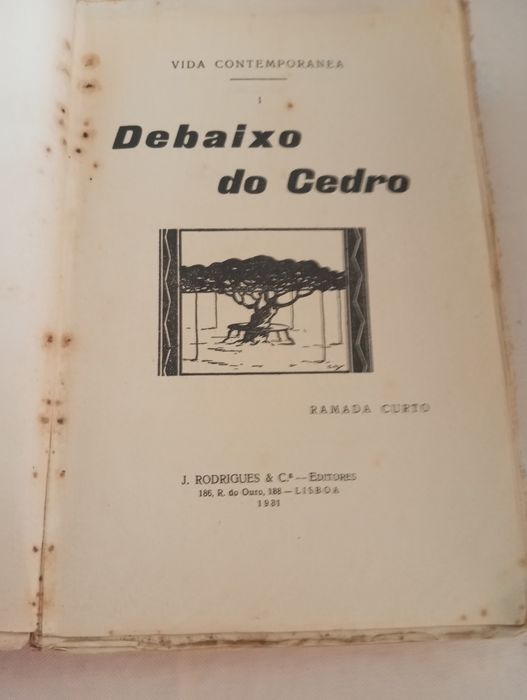 VIDA CONTEMPORANEA
I
Debaixo
do Cedro
RAMADA CURTO
J. RODRIGUES & C.ª — EDITORES
186, R. do Ouro, 188 — LISBOA
1931